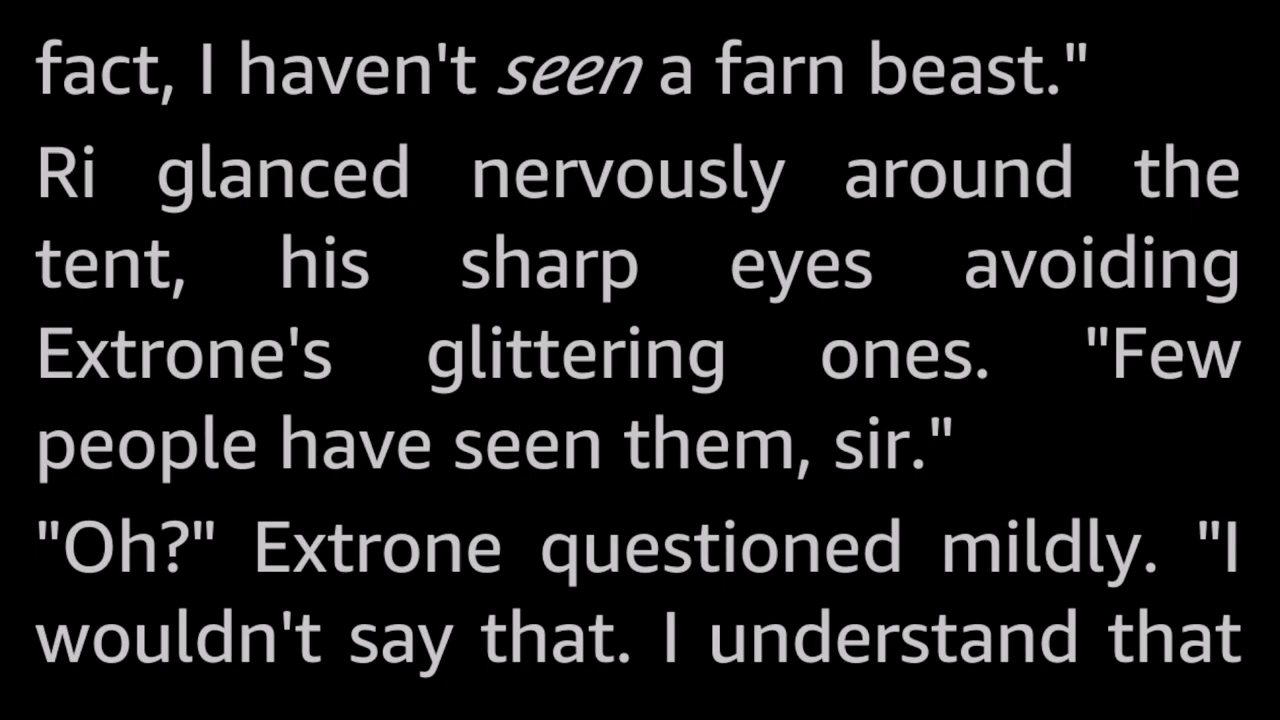 fact, I haven't seen a farn beast."
Ri glanced nervously around the
tent, his sharp eyes avoiding
Extrone's glittering ones. "Few
people have seen them, sir."
"Oh?" Extrone questioned mildly. "I
wouldn't say that. I understand that